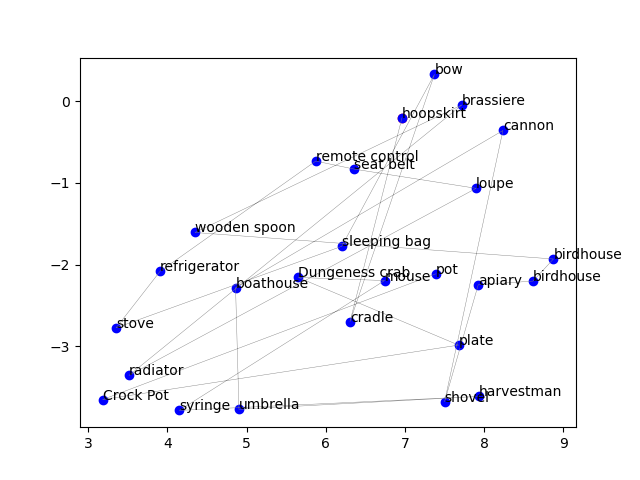 bow
brassiere
hoopskirt
cannon
0
remote control
seat belt
−1
loupe
wooden spoon
sleeping bag
birdhouse
−2
refrigerator
Dungeness crab
mouse
pot
boathouse
apiary
birdhouse
stove
cradle
−3
plate
radiator
Crock Pot
syringe
umbrella
shovel
harvestman
3 4 5 6 7 8 9